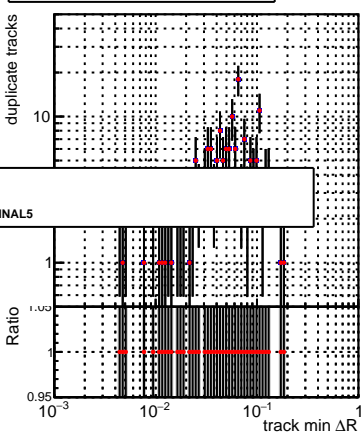 duplicate tracks
10
INAL5
1
1.05
Ratio
1
0.95
10⁻³ 10⁻² 10⁻¹ 1
track min ΔR